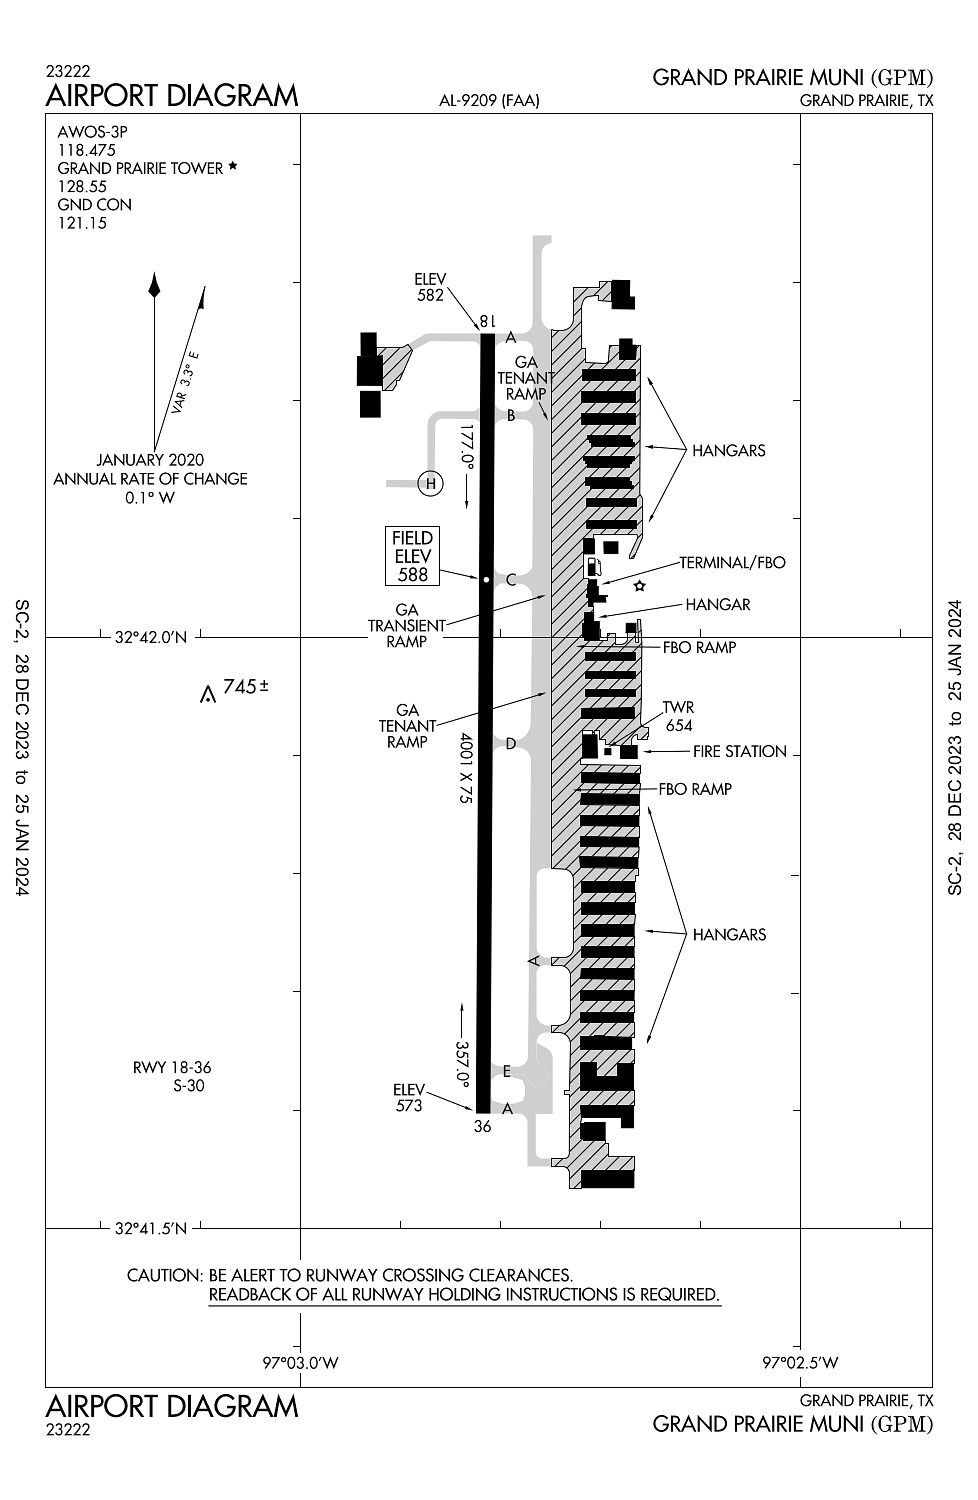 23222
AIRPORT DIAGRAM
AL-9209 (FAA)
GRAND PRAIRIE MUNI (GPM)
GRAND PRAIRIE, TX
AWOS-3P
118.475
GRAND PRAIRIE TOWER ★
128.55
GND CON
121.15
VAR 3.3° E
JANUARY 2020
ANNUAL RATE OF CHANGE
0.1° W
ELEV
582
18
A
GA
TENANT
RAMP
B
177.0°
H
HANGARS
FIELD
ELEV
588
C
TERMINAL/FBO
HANGAR
GA
TRANSIENT
RAMP
32°42.0'N
FBO RAMP
745±
GA
TENANT
RAMP
TWR
654
D
FIRE STATION
4001 X 75
FBO RAMP
HANGARS
A
357.0°
RWY 18-36
S-30
E
ELEV
573
A
36
32°41.5'N
CAUTION: BE ALERT TO RUNWAY CROSSING CLEARANCES.
READBACK OF ALL RUNWAY HOLDING INSTRUCTIONS IS REQUIRED.
97°03.0'W
97°02.5'W
SC-2, 28 DEC 2023 to 25 JAN 2024
SC-2, 28 DEC 2023 to 25 JAN 2024
AIRPORT DIAGRAM
23222
GRAND PRAIRIE, TX
GRAND PRAIRIE MUNI (GPM)